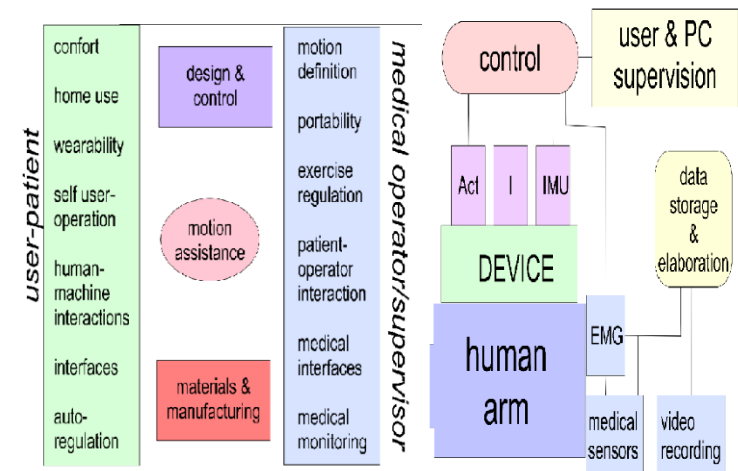 user-patient
confort
home use
wearability
self user-
operation
human-
machine
interactions
interfaces
auto-
regulation
design &
control
motion
assistance
materials &
manufacturing
motion
definition
portability
exercise
regulation
patient-
operator
interaction
medical
interfaces
medical
monitoring
medical operator/supervisor
control
user & PC
supervision
Act
I
IMU
DEVICE
human
arm
EMG
medical
sensors
data
storage
&
elaboration
video
recording